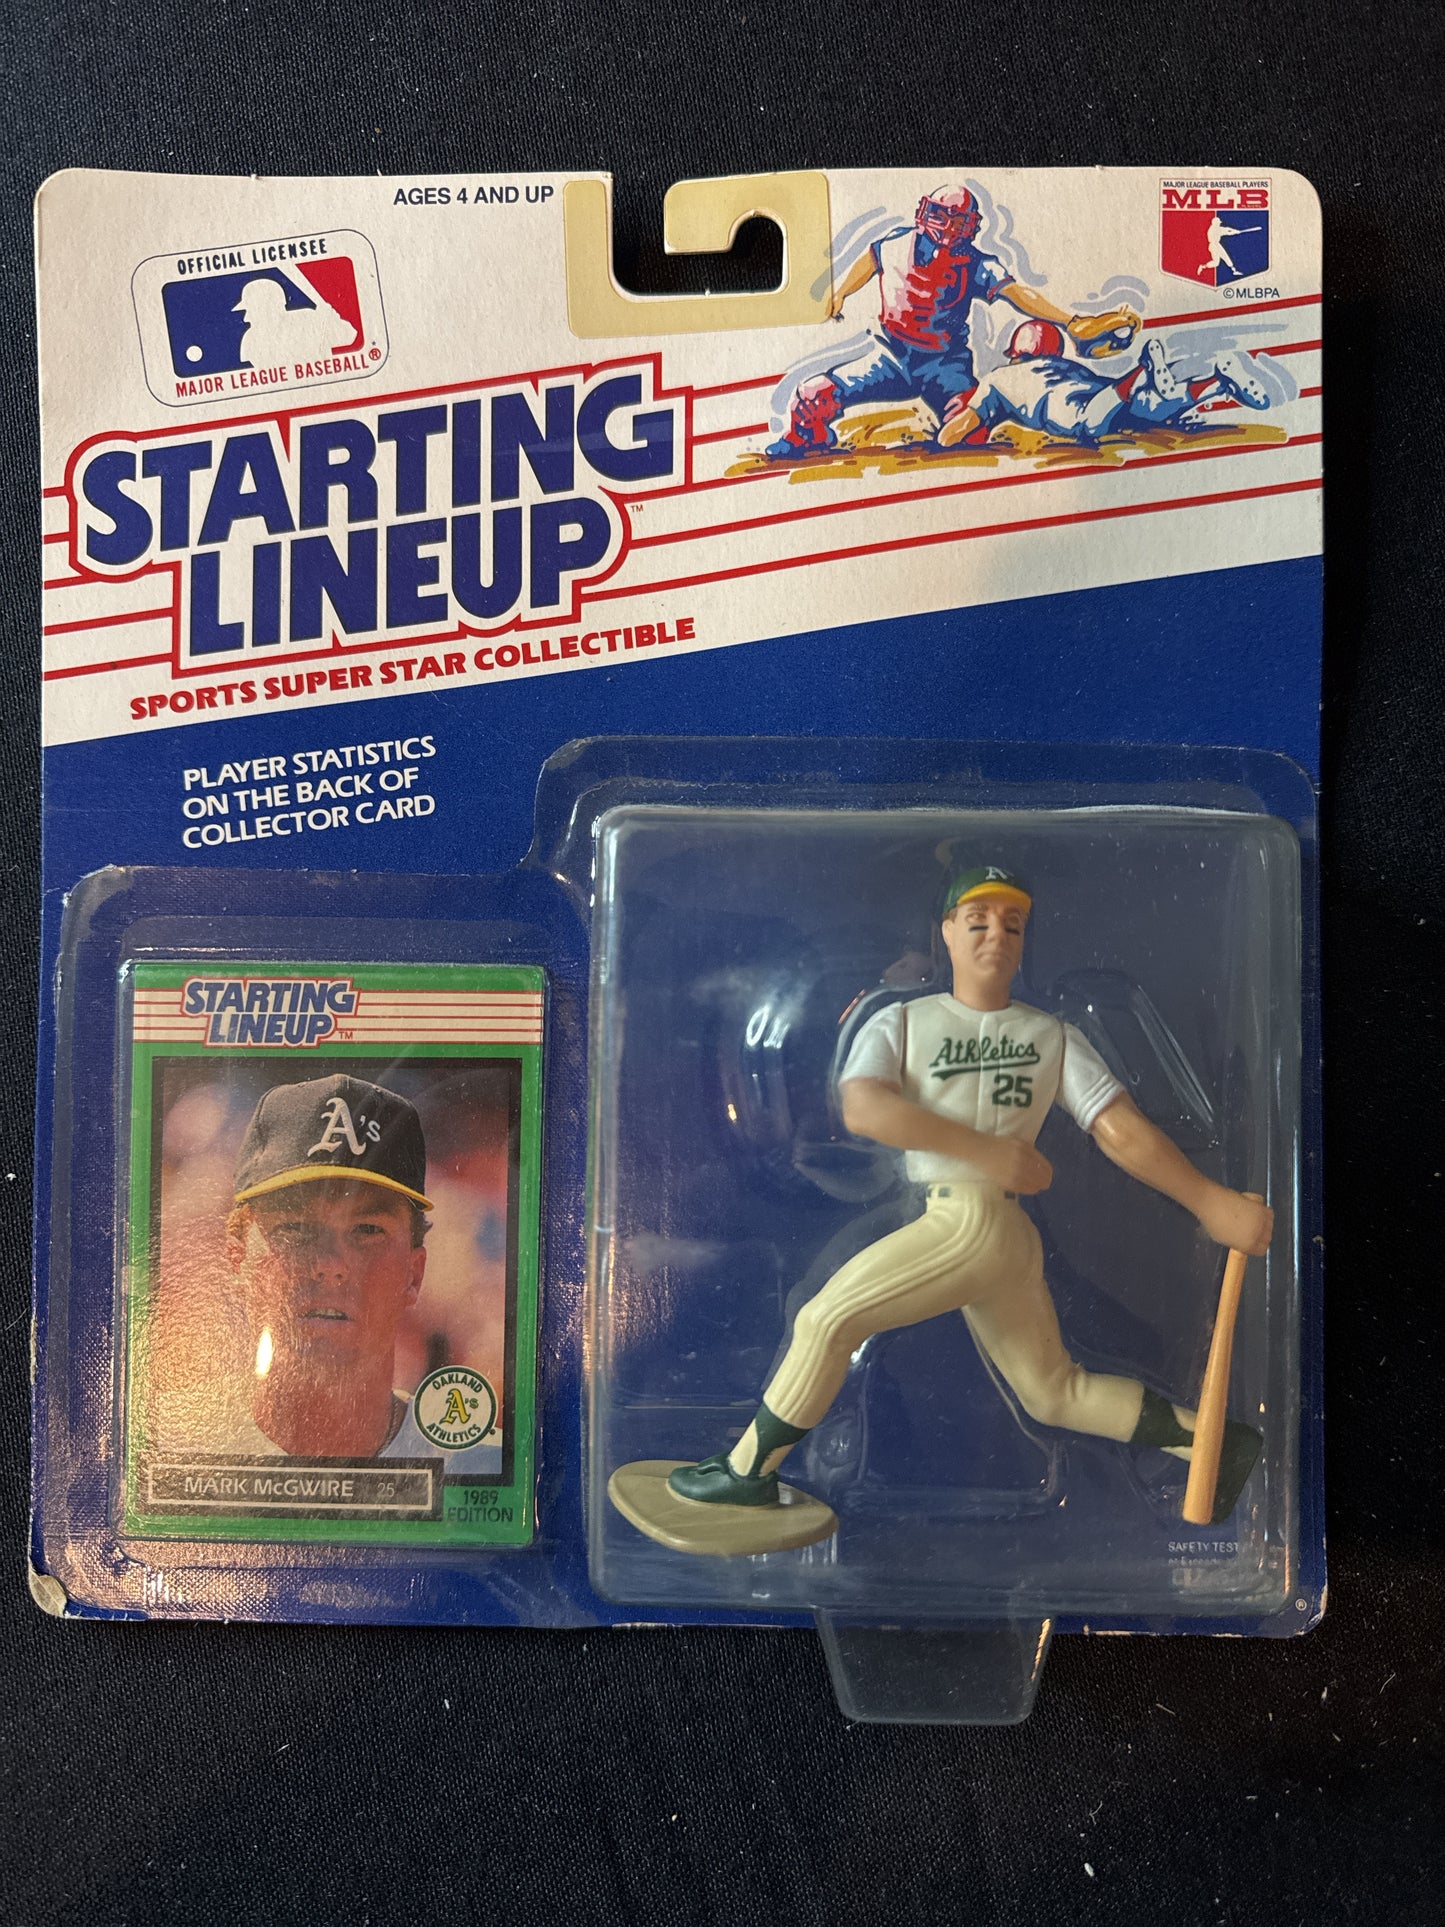 AGES 4 AND UP
OFFICIAL LICENSEE
MAJOR LEAGUE BASEBALL®
MAJOR LEAGUE BASEBALL PLAYERS
MLB
©MLBPA
STARTING
LINEUP™
SPORTS SUPER STAR COLLECTIBLE
PLAYER STATISTICS
ON THE BACK OF
COLLECTOR CARD
STARTING
LINEUP™
A's
OAKLAND
A's
ATHLETICS®
MARK McGWIRE 25
1989
EDITION
A's
Athletics
25
SAFETY TEST
®